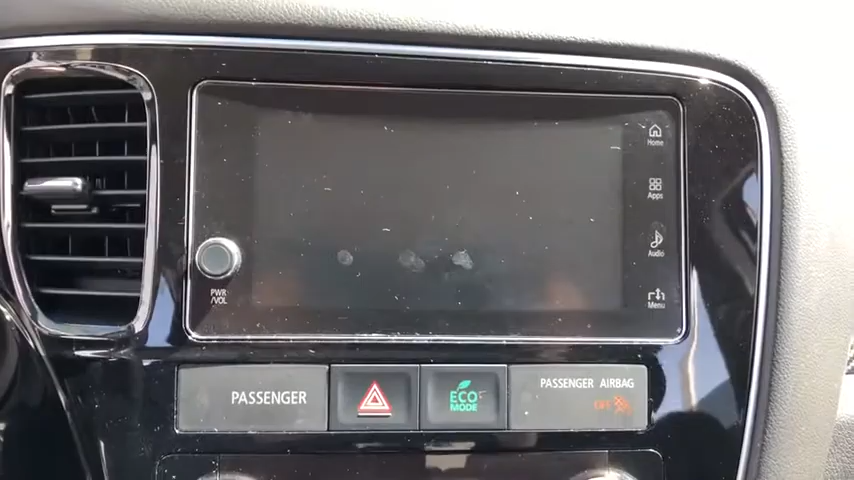 Home
Apps
Audio
PWR
/VOL
Menu
PASSENGER
ECO
MODE
PASSENGER AIRBAG
OFF